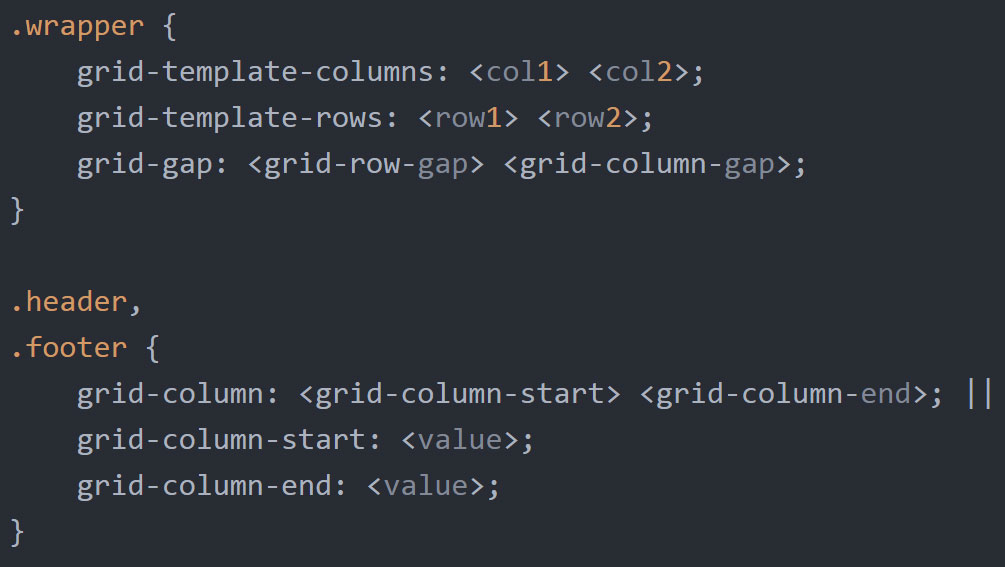 .wrapper {
    grid-template-columns: <col1> <col2>;
    grid-template-rows: <row1> <row2>;
    grid-gap: <grid-row-gap> <grid-column-gap>;
}

.header,
.footer {
    grid-column: <grid-column-start> <grid-column-end>; ||
    grid-column-start: <value>;
    grid-column-end: <value>;
}